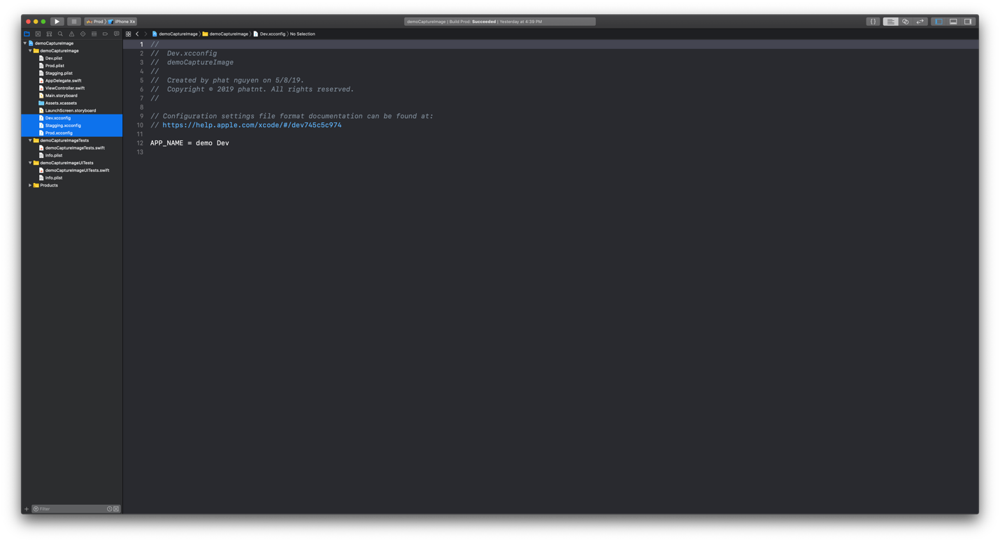 Prod 〉 iPhone Xʀ
demoCaptureImage | Build Prod: Succeeded | Yesterday at 4:39 PM
{ }
demoCaptureImage 〉 demoCaptureImage 〉 Dev.xcconfig 〉 No Selection
demoCaptureImage
demoCaptureImage
Dev.plist
Prod.plist
Stagging.plist
AppDelegate.swift
ViewController.swift
Main.storyboard
Assets.xcassets
LaunchScreen.storyboard
Dev.xcconfig
Stagging.xcconfig
Prod.xcconfig
demoCaptureImageTests
demoCaptureImageTests.swift
Info.plist
demoCaptureImageUITests
demoCaptureImageUITests.swift
Info.plist
Products
Filter
1 //
2 //  Dev.xcconfig
3 //  demoCaptureImage
4 //
5 //  Created by phat nguyen on 5/8/19.
6 //  Copyright © 2019 phatnt. All rights reserved.
7 //
8
9 // Configuration settings file format documentation can be found at:
10 // https://help.apple.com/xcode/#/dev745c5c974
11
12 APP_NAME = demo Dev
13